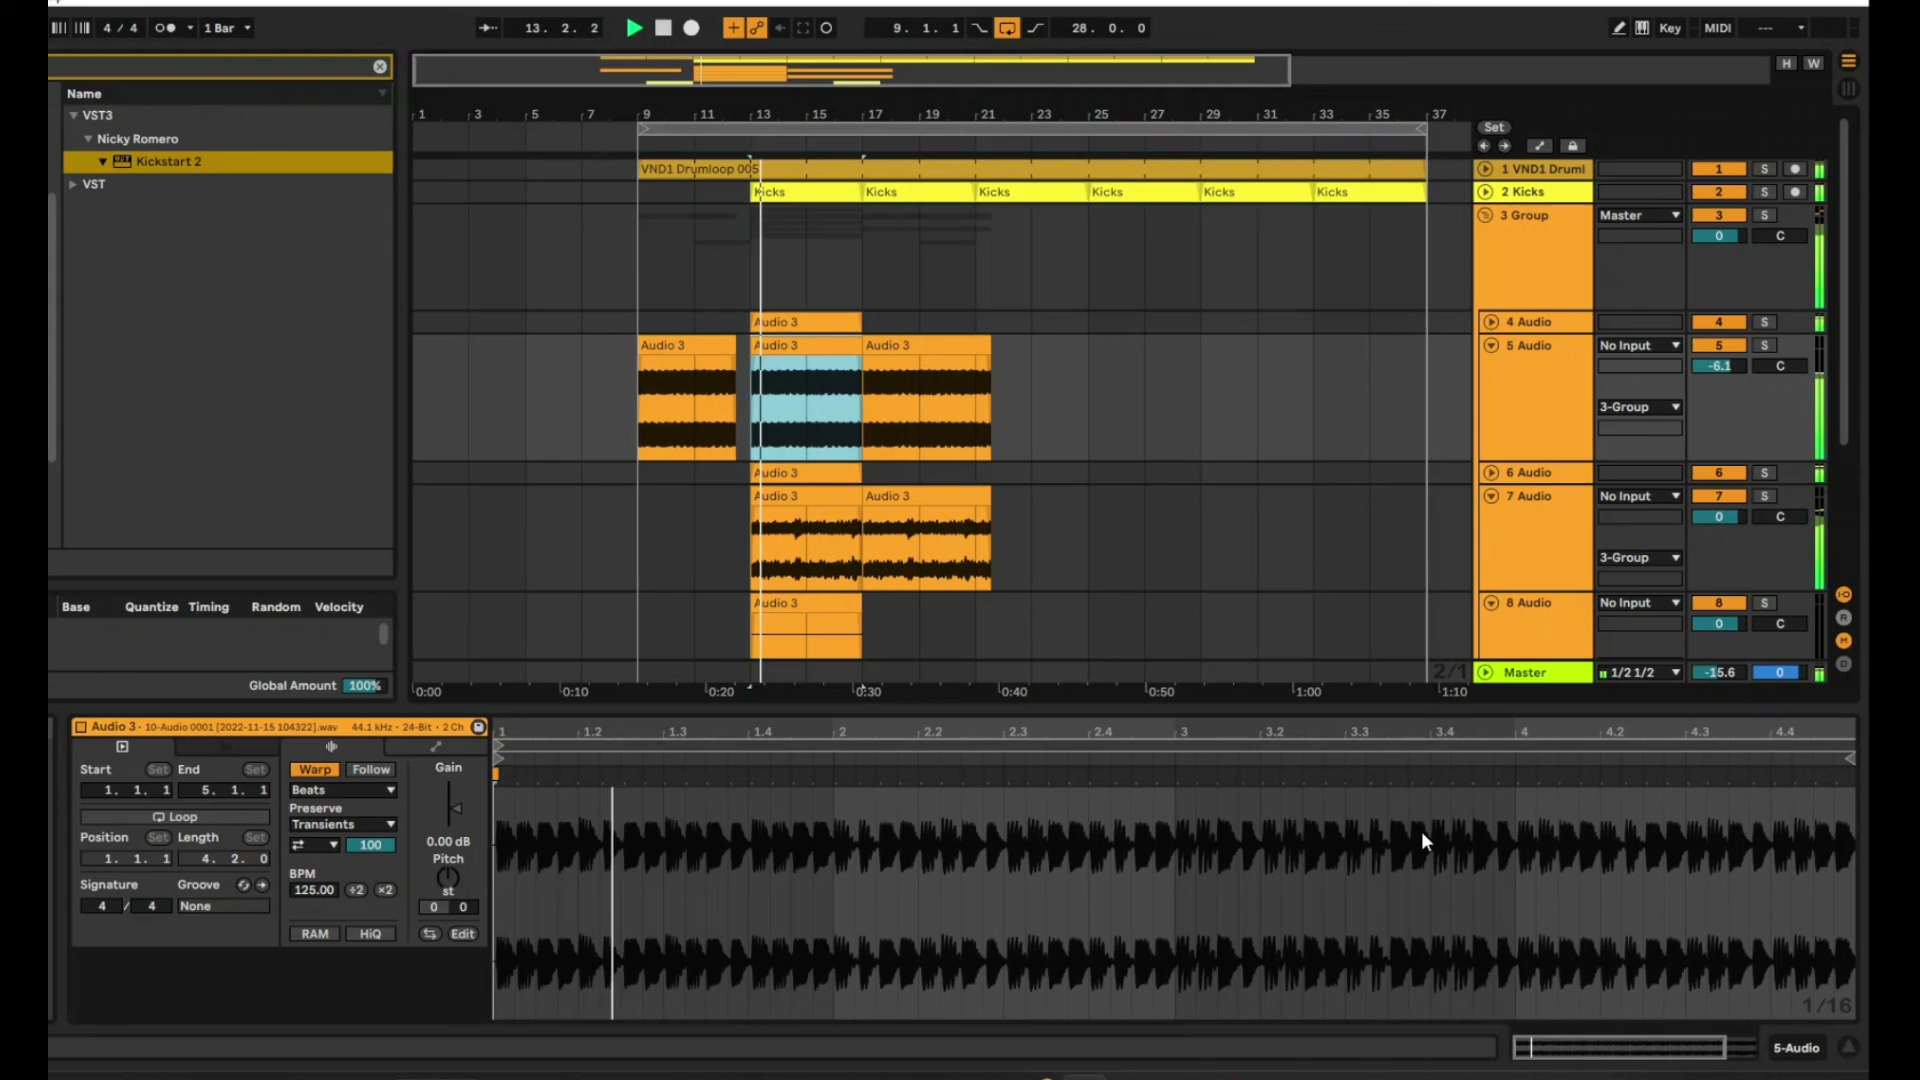 4 / 4 1 Bar 13. 2. 2 9. 1. 1 28. 0. 0 Key MIDI ---
H W
Name
VST3
Nicky Romero
Kickstart 2
VST
1 3 5 7 9 11 13 15 17 19 21 23 25 27 29 31 33 35 37
Set
VND1 Drumloop 005 1 VND1 Druml 1 S
Kicks Kicks Kicks Kicks Kicks Kicks 2 Kicks 2 S
3 Group Master 3 S
0 C
Audio 3 4 Audio 4 S
Audio 3 Audio 3 Audio 3 5 Audio No Input 5 S
-6.1 C
3-Group
Audio 3 6 Audio 6 S
Audio 3 Audio 3 7 Audio No Input 7 S
0 C
3-Group
Audio 3 8 Audio No Input 8 S
0 C
2/1 Master 1/2 1/2 -15.6 0
0:00 0:10 0:20 0:30 0:40 0:50 1:00 1:10
Base Quantize Timing Random Velocity
Global Amount 100%
Audio 3 · 10-Audio 0001 [2022-11-15 104322].wav 44.1 kHz · 24-Bit · 2 Ch
Start Set End Set
1. 1. 1 5. 1. 1
Loop
Position Set Length Set
1. 1. 1 4. 2. 0
Signature Groove
4 / 4 None
Warp Follow
Beats
Preserve
Transients
100
BPM
125.00 ÷2 ×2
RAM HiQ
Gain
0.00 dB
Pitch
st
0 0
Edit
1 1.2 1.3 1.4 2 2.2 2.3 2.4 3 3.2 3.3 3.4 4 4.2 4.3 4.4
1/16
5-Audio